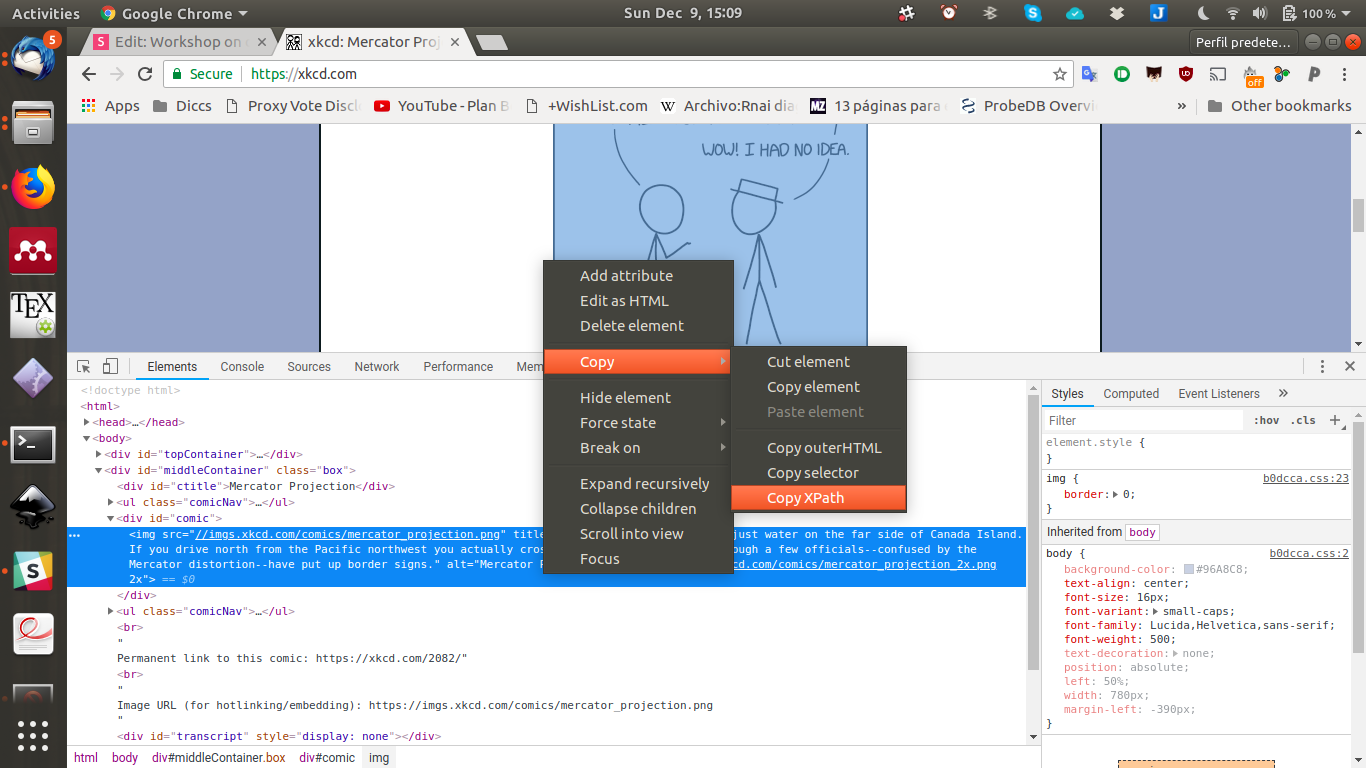 Activities
Google Chrome
Sun Dec 9, 15:09
100 %
5
Edit: Workshop on
xkcd: Mercator Proj
Perfil predete…
Secure
https://xkcd.com
off
Apps
Diccs
Proxy Vote Discl
YouTube - Plan B
+WishList.com
Archivo:Rnai dia
13 páginas para
ProbeDB Overvi
»
Other bookmarks
WOW! I HAD NO IDEA.
Add attribute
Edit as HTML
Delete element
Copy
Hide element
Force state
Break on
Expand recursively
Collapse children
Scroll into view
Focus
Cut element
Copy element
Paste element
Copy outerHTML
Copy selector
Copy XPath
Elements
Console
Sources
Network
Performance
Mem
<!doctype html>
<html>
<head>…</head>
<body>
<div id="topContainer">…</div>
<div id="middleContainer" class="box">
<div id="ctitle">Mercator Projection</div>
<ul class="comicNav">…</ul>
<div id="comic">
<img src="//imgs.xkcd.com/comics/mercator_projection.png" title just water on the far side of Canada Island.
If you drive north from the Pacific northwest you actually cros ough a few officials--confused by the
Mercator distortion--have put up border signs." alt="Mercator P cd.com/comics/mercator_projection_2x.png
2x"> == $0
</div>
<ul class="comicNav">…</ul>
<br>
"
Permanent link to this comic: https://xkcd.com/2082/"
<br>
"
Image URL (for hotlinking/embedding): https://imgs.xkcd.com/comics/mercator_projection.png
"
<div id="transcript" style="display: none"></div>
html
body
div#middleContainer.box
div#comic
img
Styles
Computed
Event Listeners
»
Filter
:hov
.cls
+
element.style {
}
img {
b0dcca.css:23
border: 0;
}
Inherited from body
body {
b0dcca.css:2
background-color: #96A8C8;
text-align: center;
font-size: 16px;
font-variant: small-caps;
font-family: Lucida,Helvetica,sans-serif;
font-weight: 500;
text-decoration: none;
position: absolute;
left: 50%;
width: 780px;
margin-left: -390px;
}